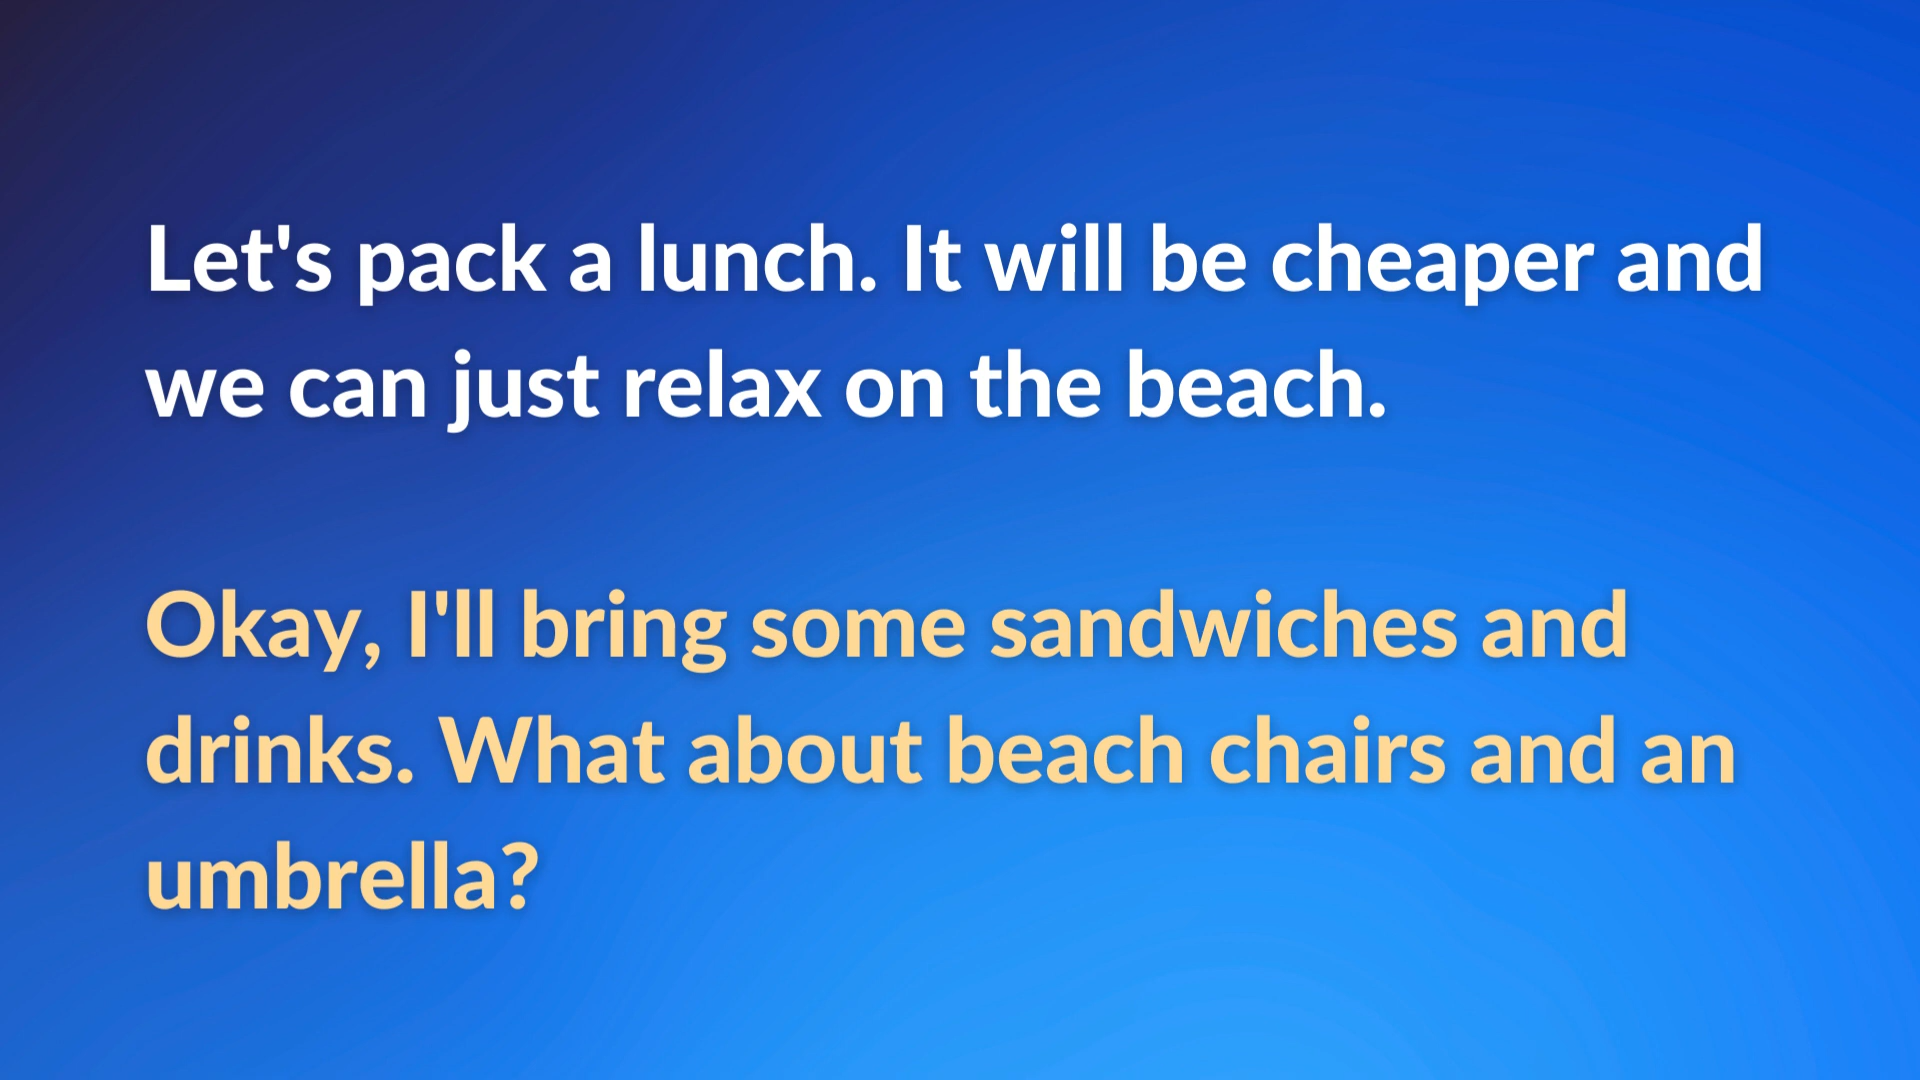 Let's pack a lunch. It will be cheaper and
we can just relax on the beach.
Okay, I'll bring some sandwiches and
drinks. What about beach chairs and an
umbrella?